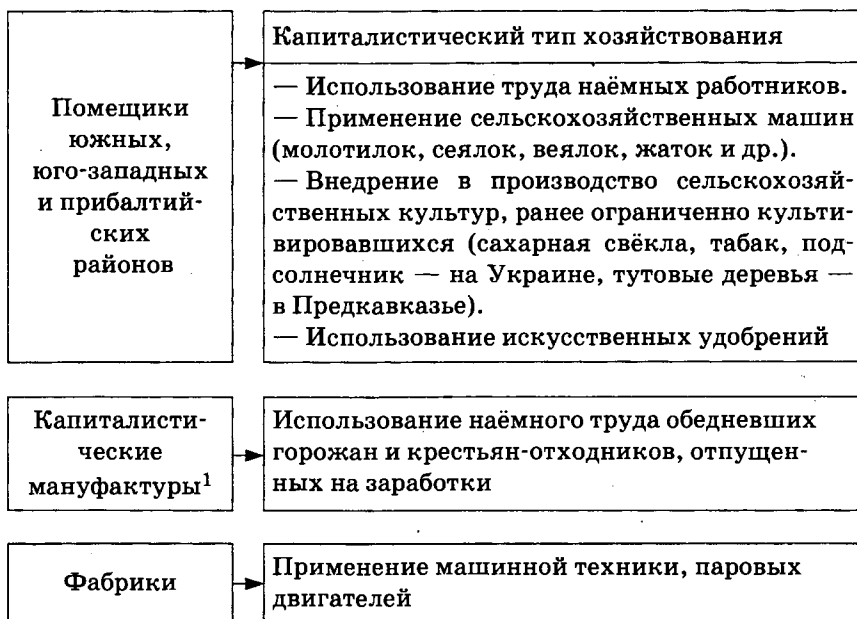 Помещики
южных,
юго-западных
и прибалтий-
ских
районов
Капиталистический тип хозяйствования
— Использование труда наёмных работников.
— Применение сельскохозяйственных машин
(молотилок, сеялок, веялок, жаток и др.).
— Внедрение в производство сельскохозяй-
ственных культур, ранее ограниченно культи-
вировавшихся (сахарная свёкла, табак, под-
солнечник — на Украине, тутовые деревья —
в Предкавказье).
— Использование искусственных удобрений
Капиталисти-
ческие
мануфактуры¹
Использование наёмного труда обедневших
горожан и крестьян-отходников, отпущен-
ных на заработки
Фабрики
Применение машинной техники, паровых
двигателей